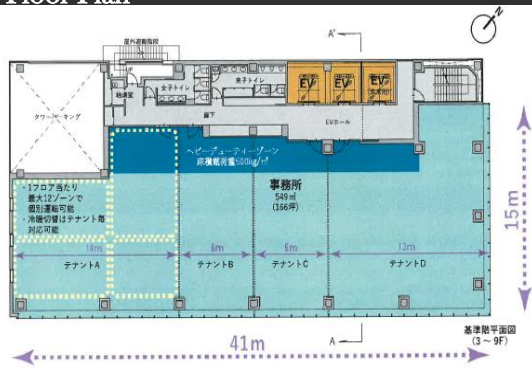 Floor Plan
N
A'
屋外避難階段
給湯室
女子トイレ
男子トイレ
EV
EV
EV
タワーパーキング
廊下
EVホール
ヘビーデューティーゾーン
床積載荷重500kg/㎡
・1フロア当たり
最大12ゾーンで
個別運転可能
・冷暖切替はテナント毎
対応可能
事務所
549㎡
(166坪)
15m
14m
6m
13m
テナントA
テナントB
テナントC
テナントD
A
基準階平面図
(3~9F)
41m